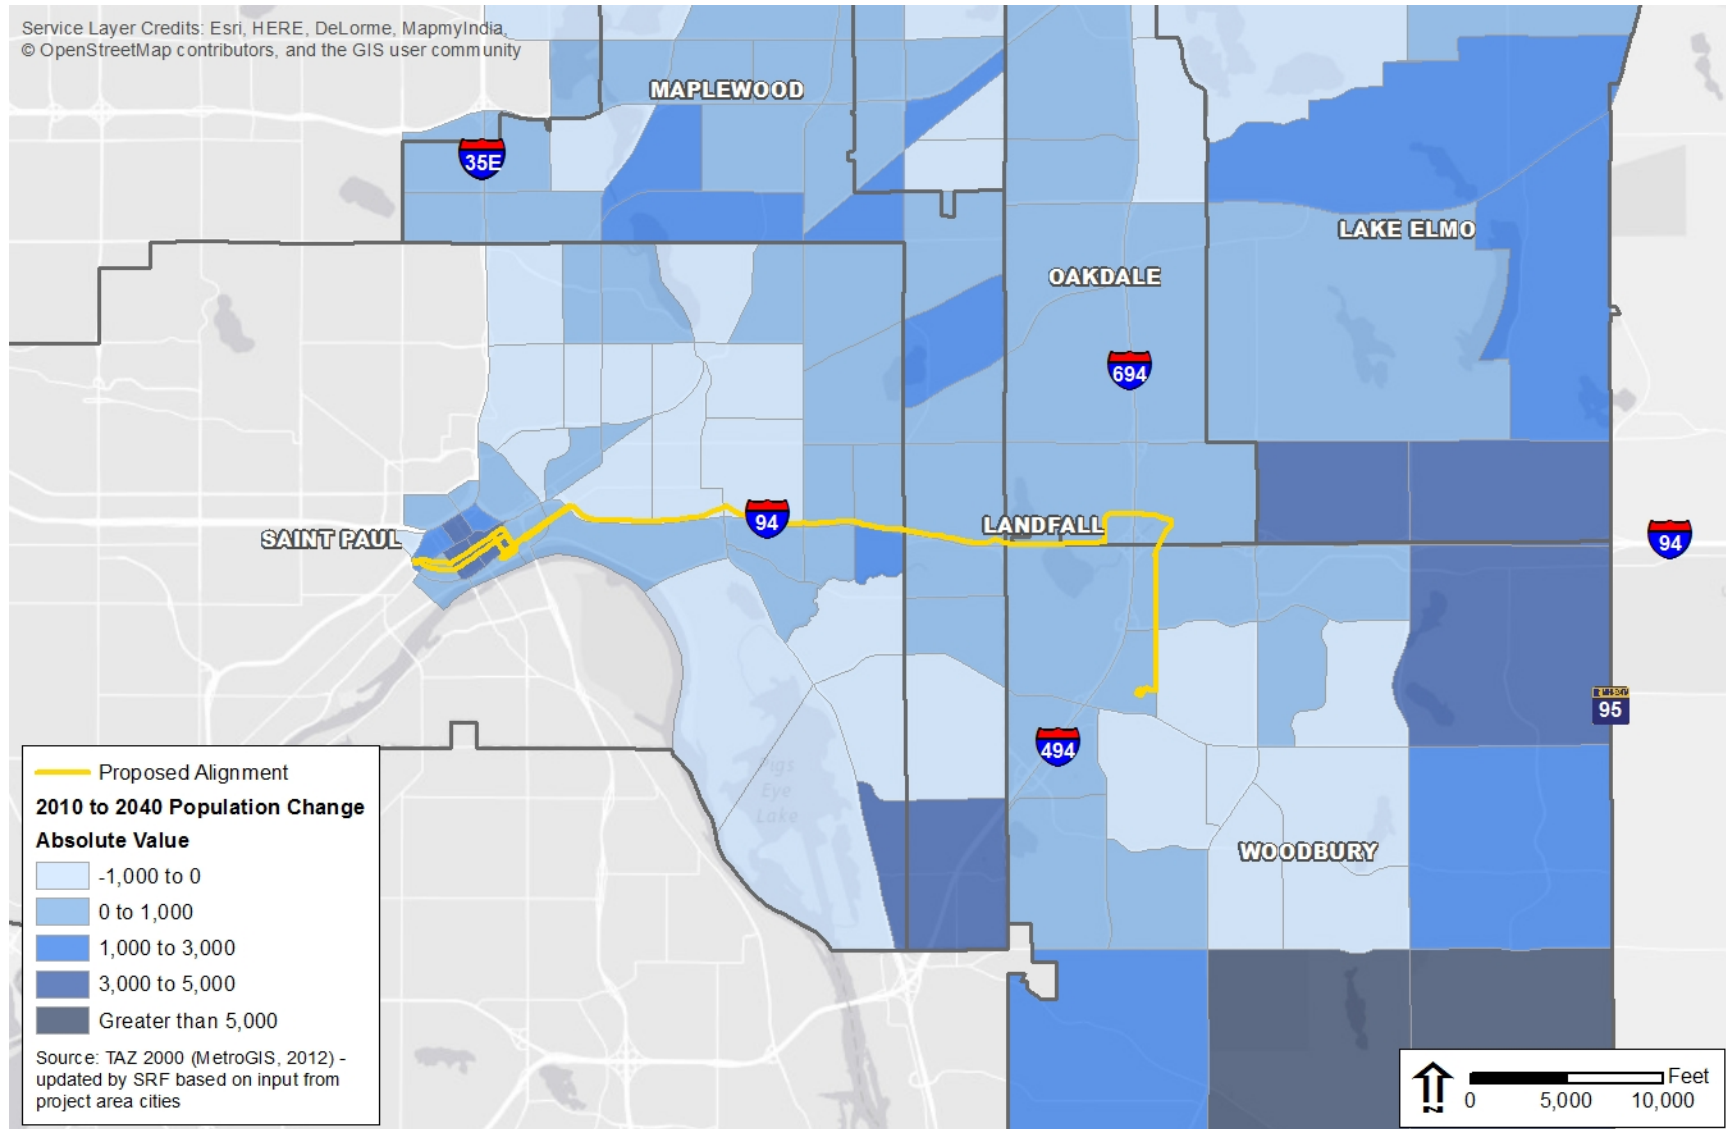 Service Layer Credits: Esri, HERE, DeLorme, MapmyIndia,
© OpenStreetMap contributors, and the GIS user community
MAPLEWOOD
35E
LAKE ELMO
OAKDALE
694
SAINT PAUL
94
LANDFALL
94
95
494
Pigs
Eye
Lake
WOODBURY
Proposed Alignment
2010 to 2040 Population Change
Absolute Value
-1,000 to 0
0 to 1,000
1,000 to 3,000
3,000 to 5,000
Greater than 5,000
Source: TAZ 2000 (MetroGIS, 2012) -
updated by SRF based on input from
project area cities
N
Feet
0 5,000 10,000